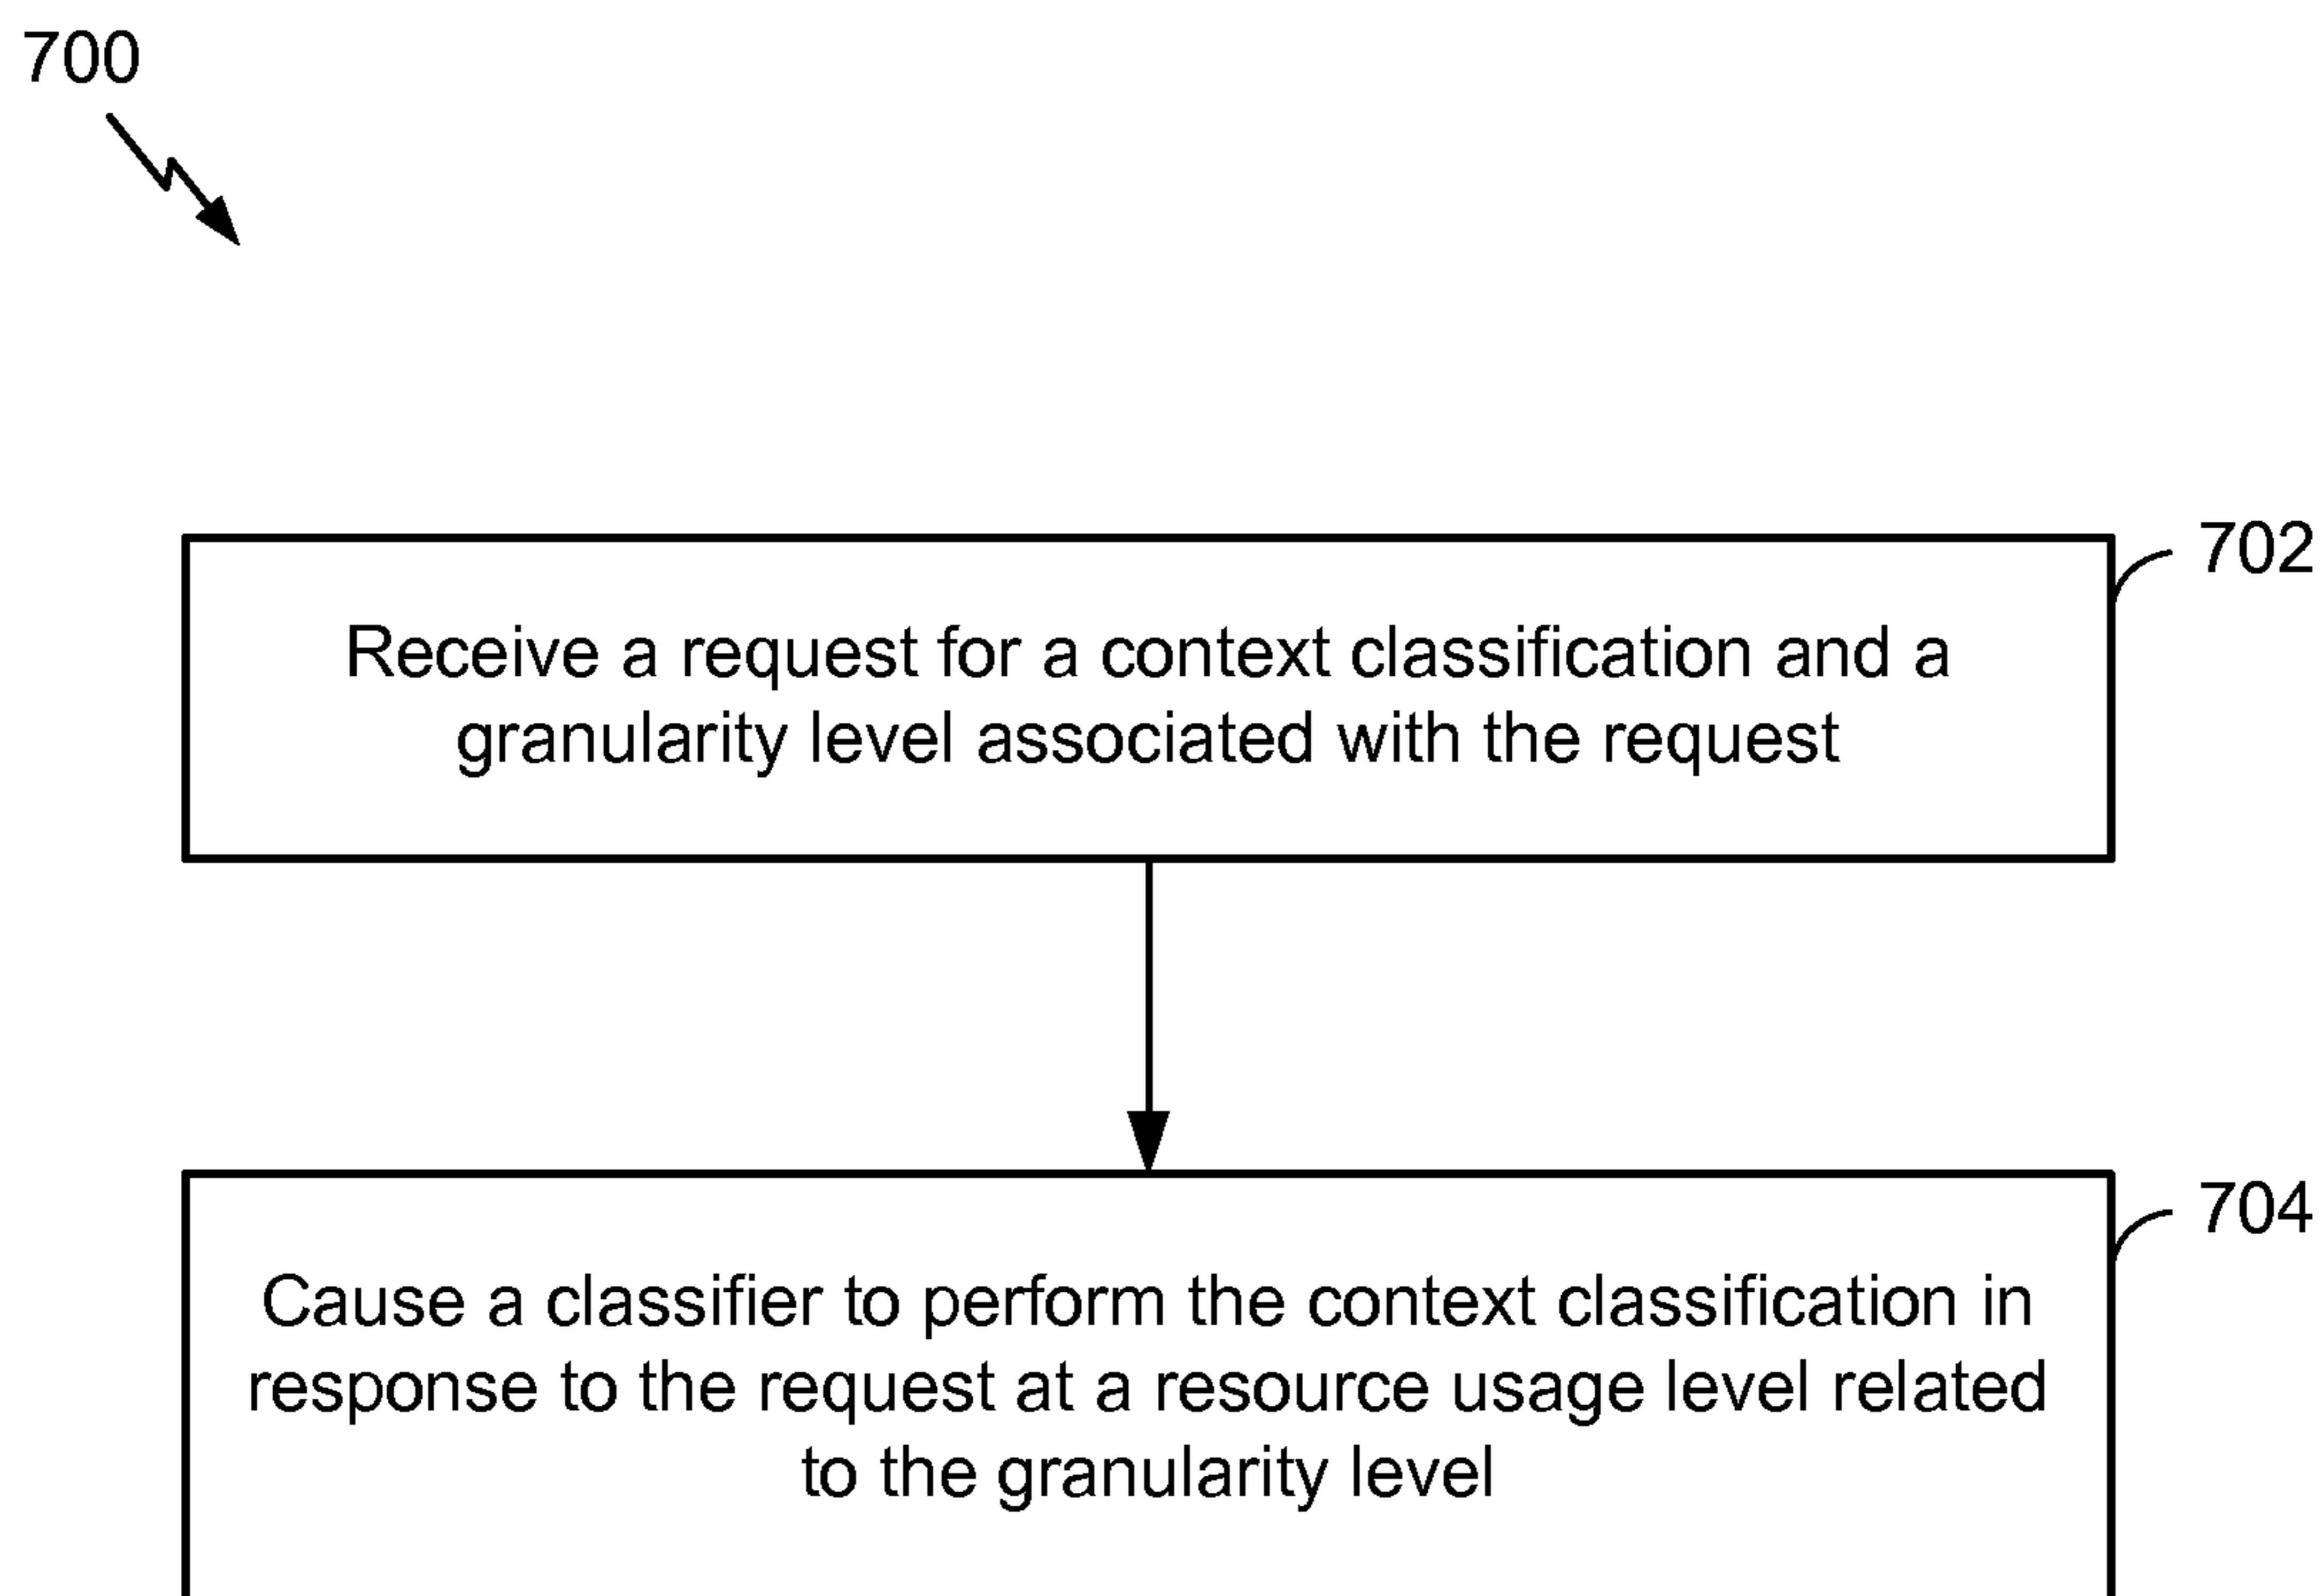 700
702
Receive a request for a context classification and a
granularity level associated with the request
704
Cause a classifier to perform the context classification in
response to the request at a resource usage level related
to the granularity level